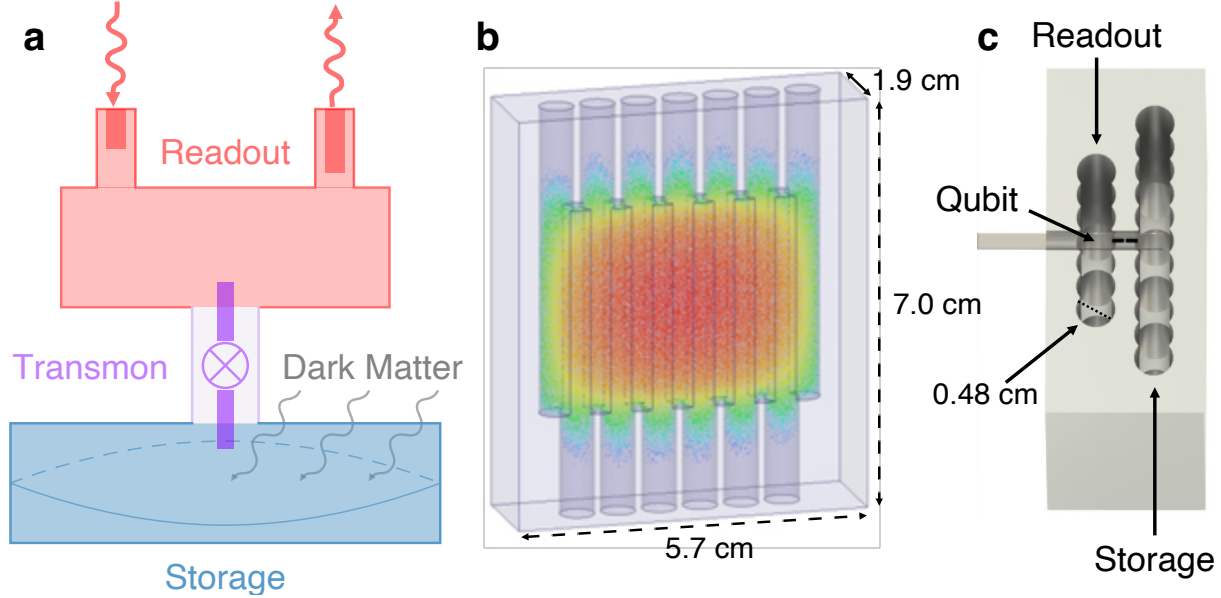 a
Readout
Transmon
Dark Matter
Storage
b
1.9 cm
7.0 cm
5.7 cm
c
Readout
Qubit
0.48 cm
Storage